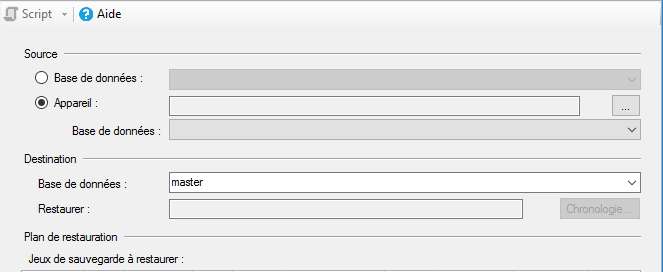 Script Aide
Source
Base de données :
Appareil :
...
Base de données :
Destination
Base de données : master
Restaurer : Chronologie...
Plan de restauration
Jeux de sauvegarde à restaurer :